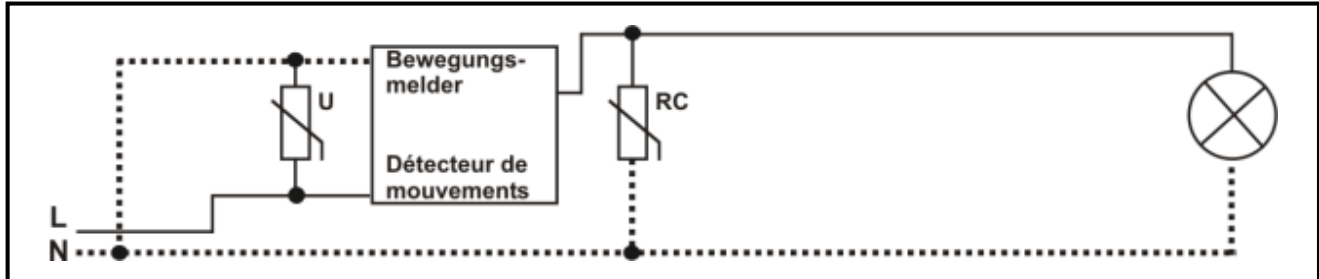 Bewegungs-
melder
U
RC
Détecteur de
mouvements
L
N